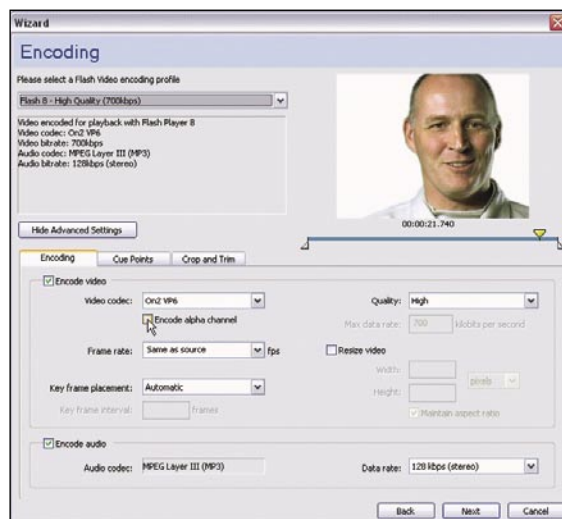 Wizard
Encoding
Please select a Flash Video encoding profile
Flash 8 - High Quality (700kbps)
Video encoded for playback with Flash Player 8
Video codec: On2 VP6
Video bitrate: 700kbps
Audio codec: MPEG Layer III (MP3)
Audio bitrate: 128kbps (stereo)
00:00:21.740
Hide Advanced Settings
Encoding Cue Points Crop and Trim
Encode video
Video codec: On2 VP6 Quality: High
Encode alpha channel Max data rate: 700 kilobits per second
Frame rate: Same as source fps Resize video
Width:
Key frame placement: Automatic Height: pixels
Key frame interval: frames Maintain aspect ratio
Encode audio
Audio codec: MPEG Layer III (MP3) Data rate: 128 kbps (stereo)
Back Next Cancel